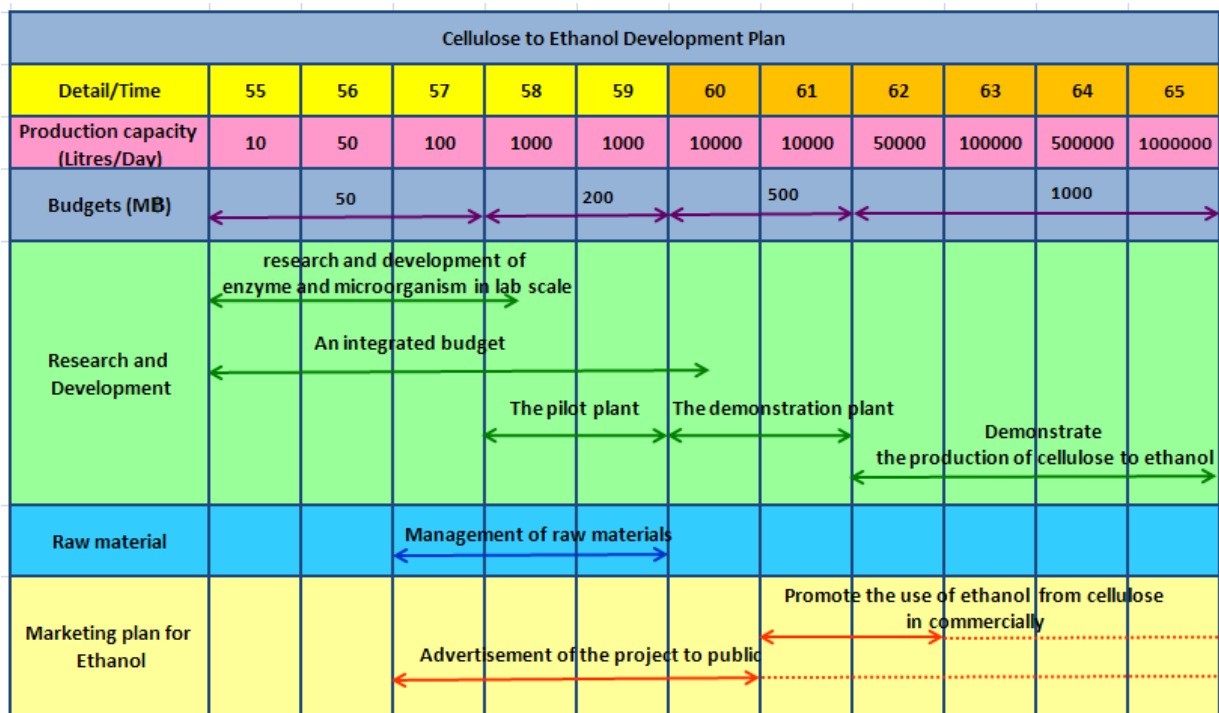 Cellulose to Ethanol Development Plan
Detail/Time 55 56 57 58 59 60 61 62 63 64 65
Production capacity
(Litres/Day) 10 50 100 1000 1000 10000 10000 50000 100000 500000 1000000
Budgets (MB) 50 200 500 1000
research and development of
enzyme and microorganism in lab scale
An integrated budget
Research and
Development
The pilot plant The demonstration plant
Demonstrate
the production of cellulose to ethanol
Raw material Management of raw materials
Promote the use of ethanol from cellulose
in commercially
Marketing plan for
Ethanol
Advertisement of the project to public